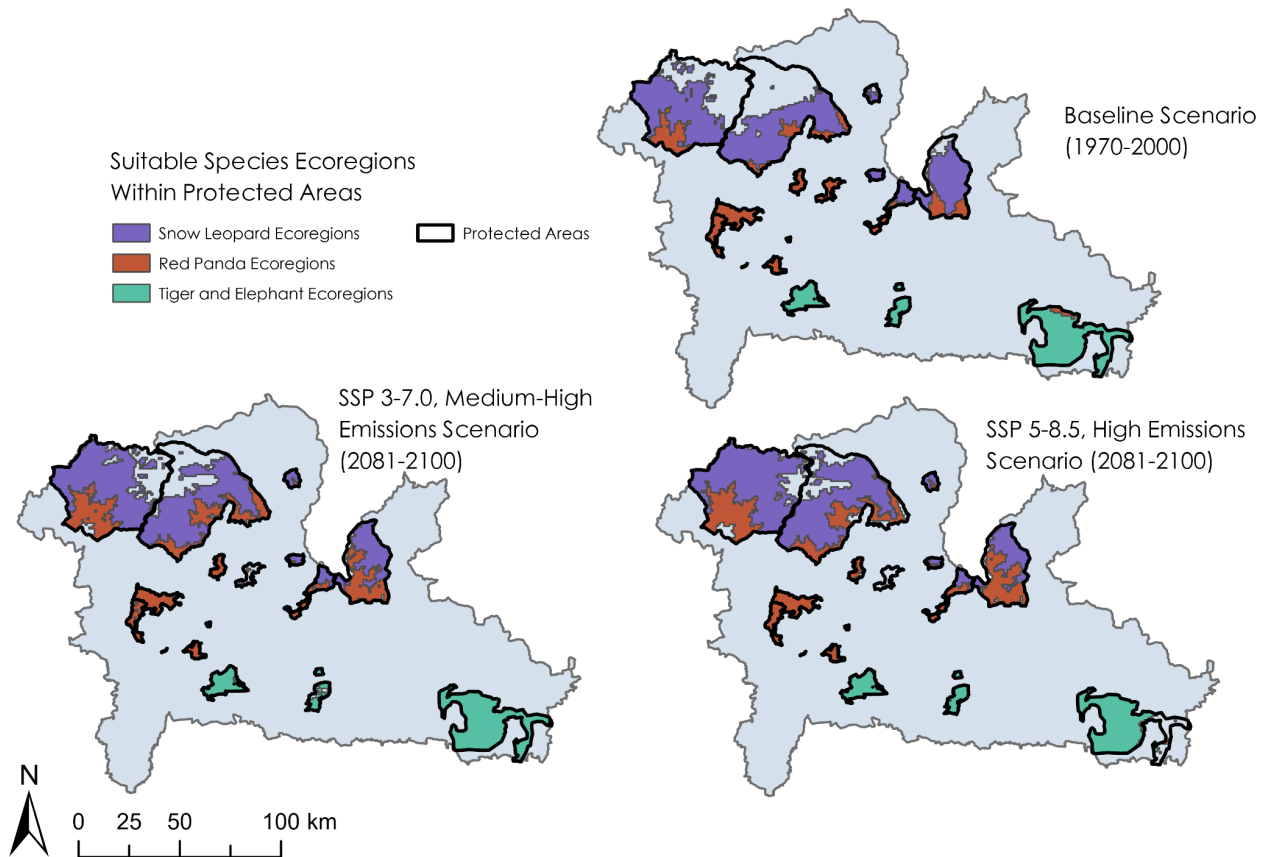 Baseline Scenario
(1970-2000)
Suitable Species Ecoregions
Within Protected Areas
Snow Leopard Ecoregions
Protected Areas
Red Panda Ecoregions
Tiger and Elephant Ecoregions
SSP 3-7.0, Medium-High
Emissions Scenario
(2081-2100)
SSP 5-8.5, High Emissions
Scenario (2081-2100)
N
0 25 50 100 km